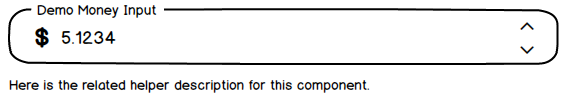 Demo Money Input
$ 5.1234
Here is the related helper description for this component.